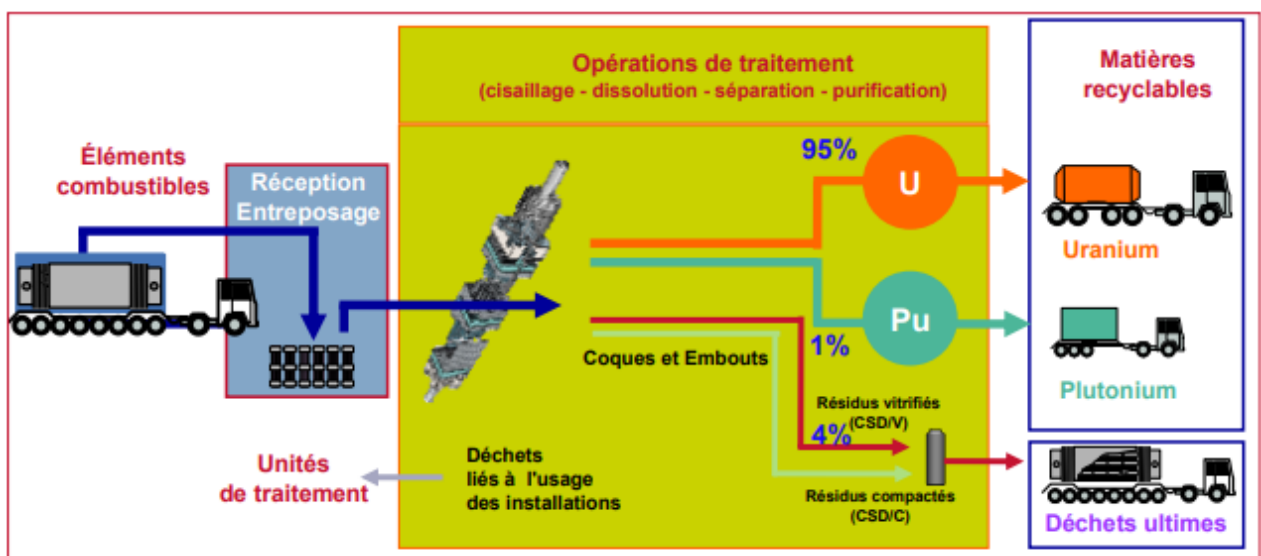 Opérations de traitement
(cisaillage - dissolution - séparation - purification)
Matières
recyclables
Éléments
combustibles
Réception
Entreposage
95%
U
Uranium
Pu
1%
Plutonium
Coques et Embouts
Résidus vitrifiés
(CSD/V)
4%
Déchets
liés à l'usage
des installations
Unités
de traitement
Résidus compactés
(CSD/C)
Déchets ultimes